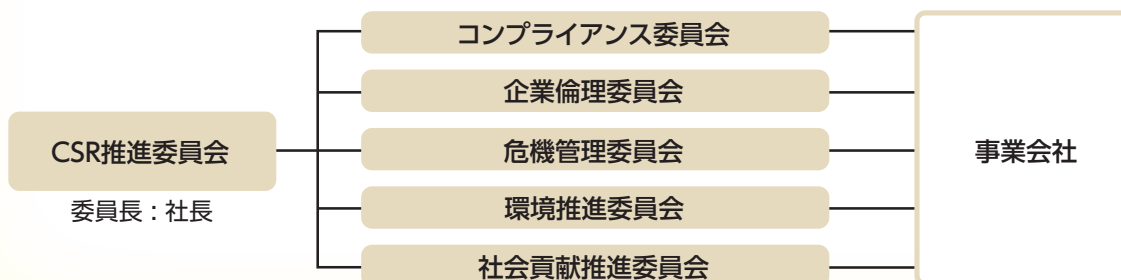 CSR推進委員会
委員長：社長
コンプライアンス委員会
企業倫理委員会
危機管理委員会
環境推進委員会
社会貢献推進委員会
事業会社